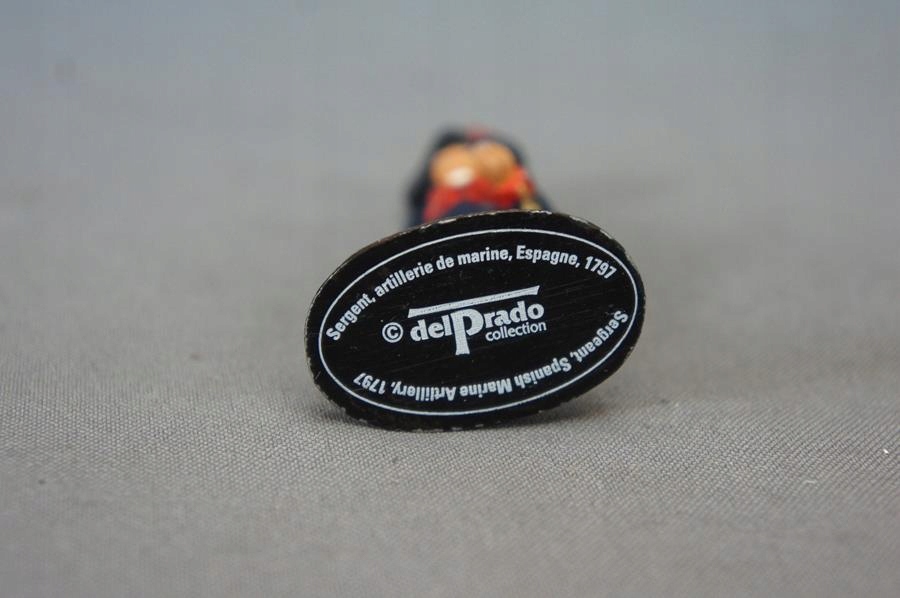 Sergent, artillerie de marine, Espagne, 1797
© delPrado
collection
Sergeant, Spanish Marine Artillery, 1797